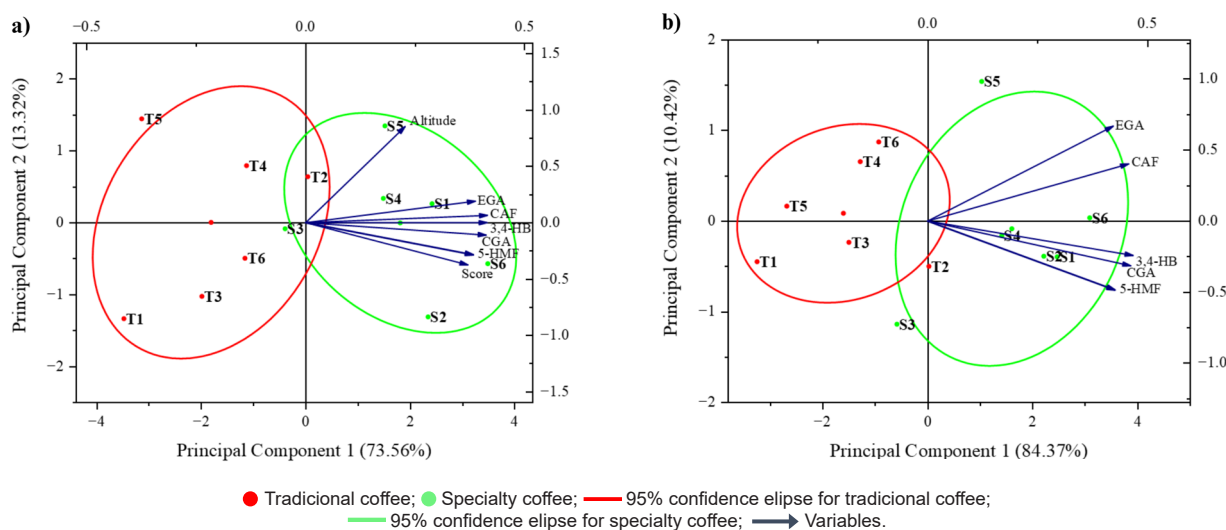 a)
−0.5 0.0 0.5
Principal Component 2 (13.32%)
2
1
0
−1
−2
1.5
1.0
0.5
0.0
−0.5
−1.0
−1.5
T5
T4
T2
T6
T3
T1
S5
S4
S1
S3
S6
S2
Altitude
EGA
CAF
3,4-HB
CGA
5-HMF
Score
−4 −2 0 2 4
Principal Component 1 (73.56%)
b)
0.0 0.5
Principal Component 2 (10.42%)
2
1
0
−1
−2
1.0
0.5
0.0
−0.5
−1.0
S5
T6
T4
T5
T3
T1
T2
S3
S4
S6
S2
S1
EGA
CAF
3,4-HB
CGA
5-HMF
−2 0 2 4
Principal Component 1 (84.37%)
Tradicional coffee; Specialty coffee; 95% confidence elipse for tradicional coffee;
95% confidence elipse for specialty coffee; Variables.